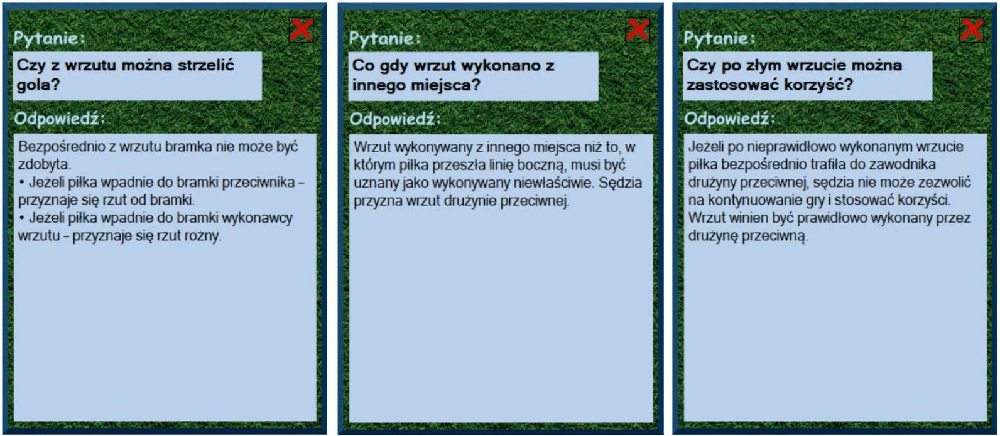 Pytanie:
Czy z wrzutu można strzelić
gola?
Odpowiedź:
Bezpośrednio z wrzutu bramka nie może być
zdobyta.
• Jeżeli piłka wpadnie do bramki przeciwnika –
przyznaje się rzut od bramki.
• Jeżeli piłka wpadnie do bramki wykonawcy
wrzutu – przyznaje się rzut rożny.
Pytanie:
Co gdy wrzut wykonano z
innego miejsca?
Odpowiedź:
Wrzut wykonywany z innego miejsca niż to, w
którym piłka przeszła linię boczną, musi być
uznany jako wykonywany niewłaściwie. Sędzia
przyzna wrzut drużynie przeciwnej.
Pytanie:
Czy po złym wrzucie można
zastosować korzyść?
Odpowiedź:
Jeżeli po nieprawidłowo wykonanym wrzucie
piłka bezpośrednio trafiła do zawodnika
drużyny przeciwnej, sędzia nie może zezwolić
na kontynuowanie gry i stosować korzyści.
Wrzut winien być prawidłowo wykonany przez
drużynę przeciwną.